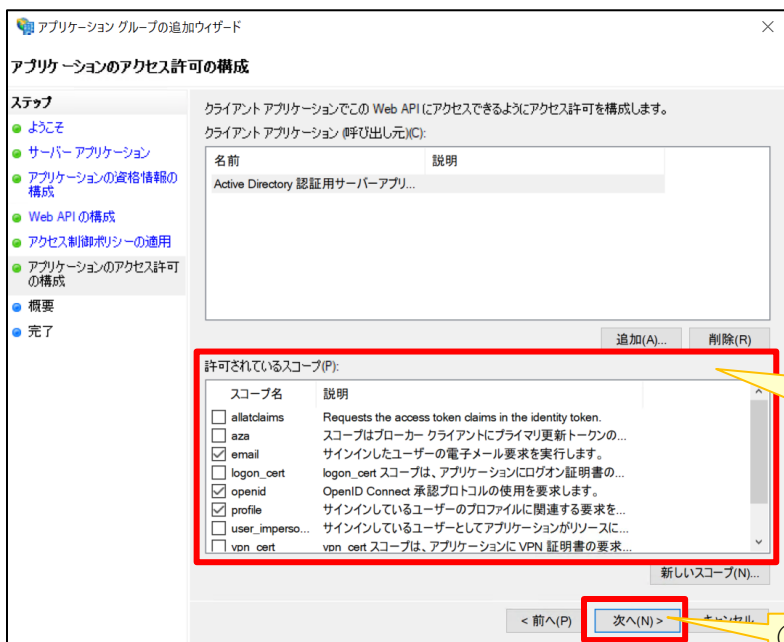 アプリケーション グループの追加ウィザード
アプリケーションのアクセス許可の構成
ステップ
ようこそ
サーバー アプリケーション
アプリケーションの資格情報の
構成
Web API の構成
アクセス制御ポリシーの適用
アプリケーションのアクセス許可
の構成
概要
完了
クライアント アプリケーションでこの Web API にアクセスできるようにアクセス許可を構成します。
クライアント アプリケーション (呼び出し元)(C):
名前 説明
Active Directory 認証用サーバーアプリ...
追加(A)... 削除(R)
許可されているスコープ(P):
スコープ名 説明
allatclaims Requests the access token claims in the identity token.
aza スコープはブローカー クライアントにプライマリ更新トークンの...
email サインインしたユーザーの電子メール要求を実行します。
logon_cert logon_cert スコープは、アプリケーションにログオン証明書の...
openid OpenID Connect 承認プロトコルの使用を要求します。
profile サインインしているユーザーのプロファイルに関連する要求を...
user_imperso... サインインしているユーザーとしてアプリケーションがリソースに...
vpn_cert vpn_cert スコープは、アプリケーションに VPN 証明書の要求...
新しいスコープ(N)...
< 前へ(P) 次へ(N) > キャンセル